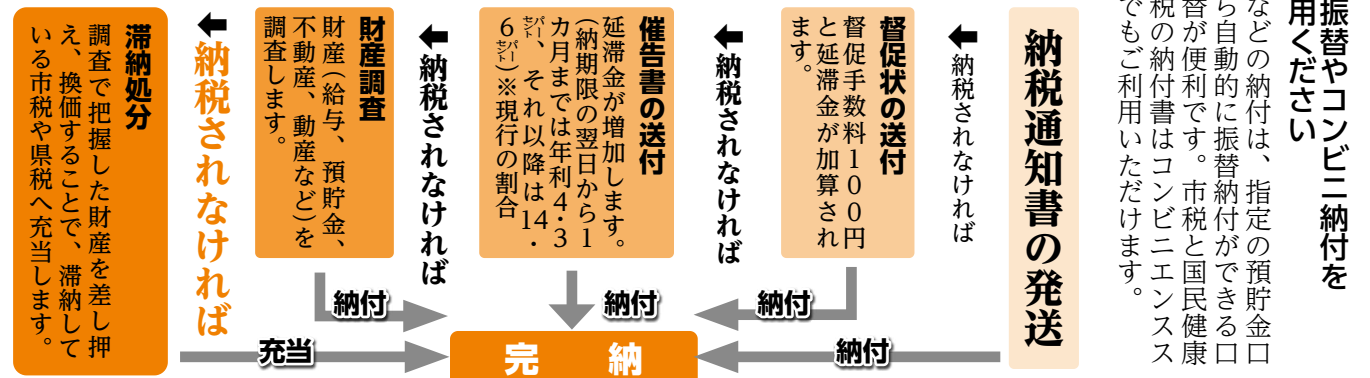 振替やコンビニ納付を
用ください
などの納付は、指定の預貯金口
ら自動的に振替納付ができる口
替が便利です。市税と国民健康
税の納付書はコンビニエンスス
でもご利用いただけます。
納税通知書の発送
⬅納税されなければ
督促状の送付
督促手数料100円
と延滞金が加算され
ます。
⬅納税されなければ
催告書の送付
延滞金が増加します。
(納期限の翌日から1
カ月までは年利4・3
パーセント、それ以降は14・
6パーセント)※現行の割合
⬅納税されなければ
財産調査
財産(給与、預貯金、
不動産、動産など)を
調査します。
⬅納税されなければ
滞納処分
調査で把握した財産を差し押
え、換価することで、滞納して
いる市税や県税へ充当します。
納付
納付
納付
納付
充当
完納